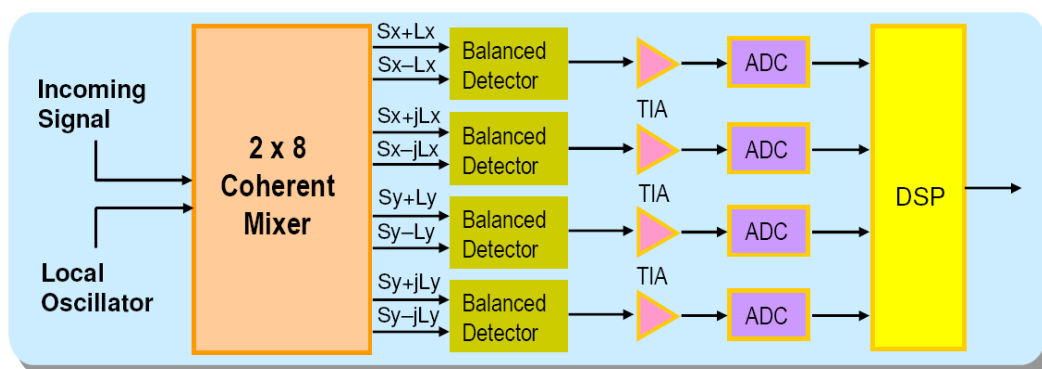 Incoming
Signal
Local
Oscillator
2 x 8
Coherent
Mixer
Sx+Lx
Sx–Lx
Sx+jLx
Sx–jLx
Sy+Ly
Sy–Ly
Sy+jLy
Sy–jLy
Balanced
Detector
Balanced
Detector
Balanced
Detector
Balanced
Detector
TIA
TIA
TIA
ADC
ADC
ADC
ADC
DSP